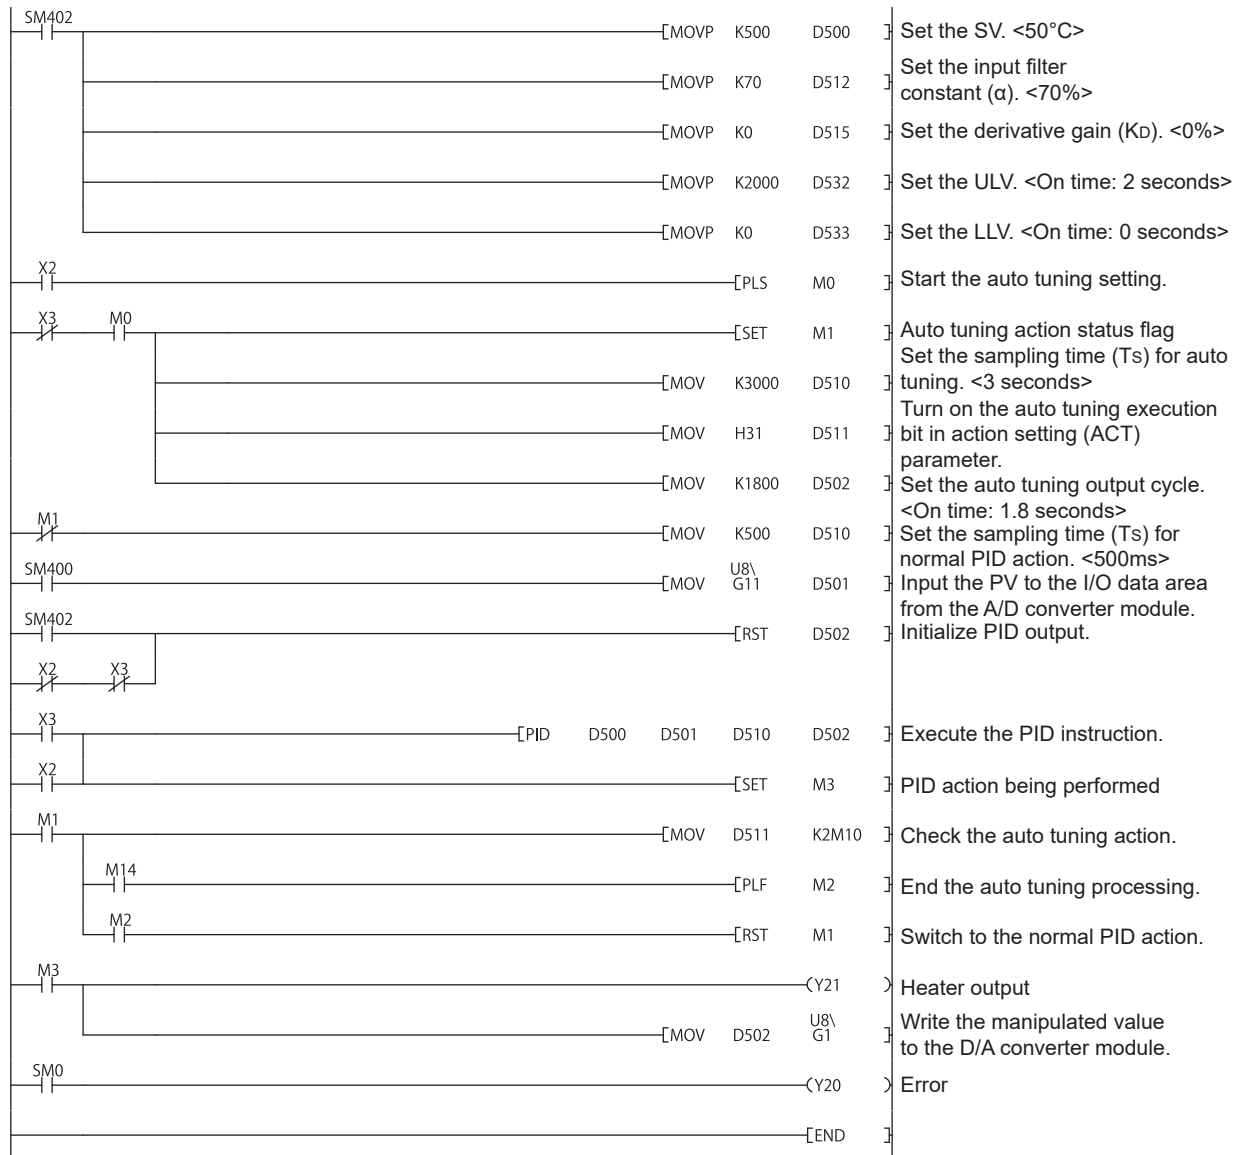 SM402
MOVP K500 D500 Set the SV. <50°C>
MOVP K70 D512 Set the input filter
constant (α). <70%>
MOVP K0 D515 Set the derivative gain (KD). <0%>
MOVP K2000 D532 Set the ULV. <On time: 2 seconds>
MOVP K0 D533 Set the LLV. <On time: 0 seconds>
X2
PLS M0 Start the auto tuning setting.
X3 M0
SET M1 Auto tuning action status flag
MOV K3000 D510 Set the sampling time (Ts) for auto
tuning. <3 seconds>
MOV H31 D511 Turn on the auto tuning execution
bit in action setting (ACT)
parameter.
MOV K1800 D502 Set the auto tuning output cycle.
<On time: 1.8 seconds>
M1
MOV K500 D510 Set the sampling time (Ts) for
normal PID action. <500ms>
SM400
MOV U8\G11 D501 Input the PV to the I/O data area
from the A/D converter module.
SM402
RST D502 Initialize PID output.
X2 X3
X3
PID D500 D501 D510 D502 Execute the PID instruction.
X2
SET M3 PID action being performed
M1
MOV D511 K2M10 Check the auto tuning action.
M14
PLF M2 End the auto tuning processing.
M2
RST M1 Switch to the normal PID action.
M3
Y21 Heater output
MOV D502 U8\G1 Write the manipulated value
to the D/A converter module.
SM0
Y20 Error
END